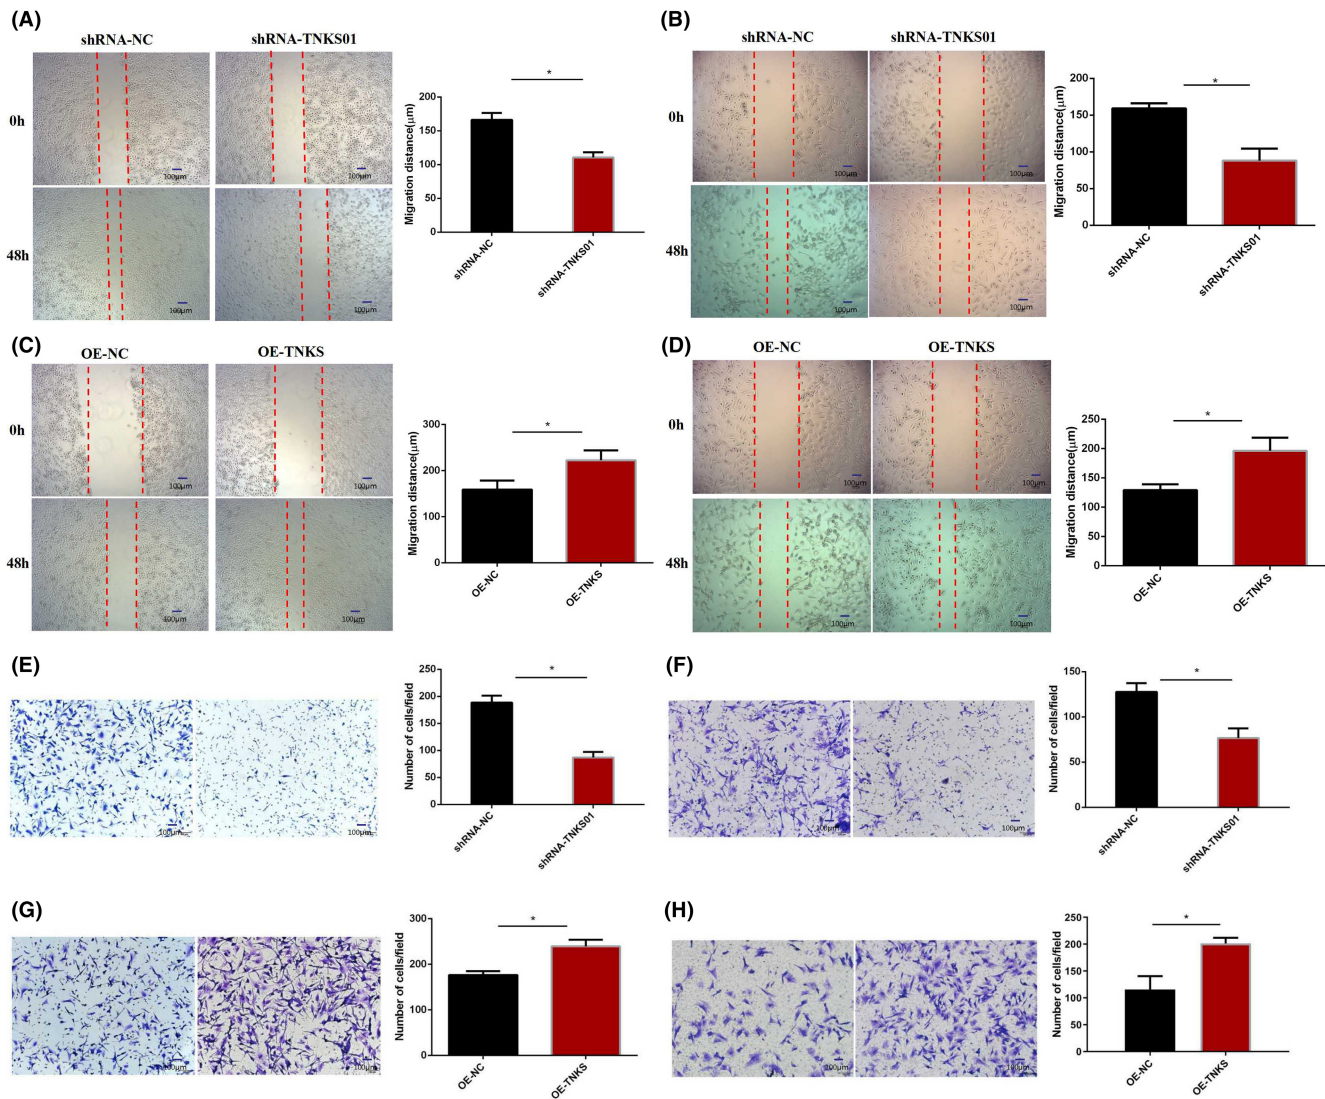 (A)
shRNA-NC
shRNA-TNKS01
0h
100μm
100μm
48h
100μm
100μm
Migration distance(μm)
200
150
100
50
0
*
shRNA-NC
shRNA-TNKS01
(B)
shRNA-NC
shRNA-TNKS01
0h
100μm
100μm
48h
100μm
100μm
Migration distance(μm)
200
150
100
50
0
*
shRNA-NC
shRNA-TNKS01
(C)
OE-NC
OE-TNKS
0h
100μm
100μm
48h
100μm
100μm
Migration distance(μm)
300
200
100
0
*
OE-NC
OE-TNKS
(D)
OE-NC
OE-TNKS
0h
100μm
100μm
48h
100μm
100μm
Migration distance(μm)
250
200
150
100
50
0
*
OE-NC
OE-TNKS
(E)
100μm
100μm
Number of cells/field
250
200
150
100
50
0
*
shRNA-NC
shRNA-TNKS01
(F)
100μm
100μm
Number of cells/field
150
100
50
0
*
shRNA-NC
shRNA-TNKS01
(G)
100μm
100μm
Number of cells/field
300
200
100
0
*
OE-NC
OE-TNKS
(H)
100μm
100μm
Number of cells/field
250
200
150
100
50
0
*
OE-NC
OE-TNKS